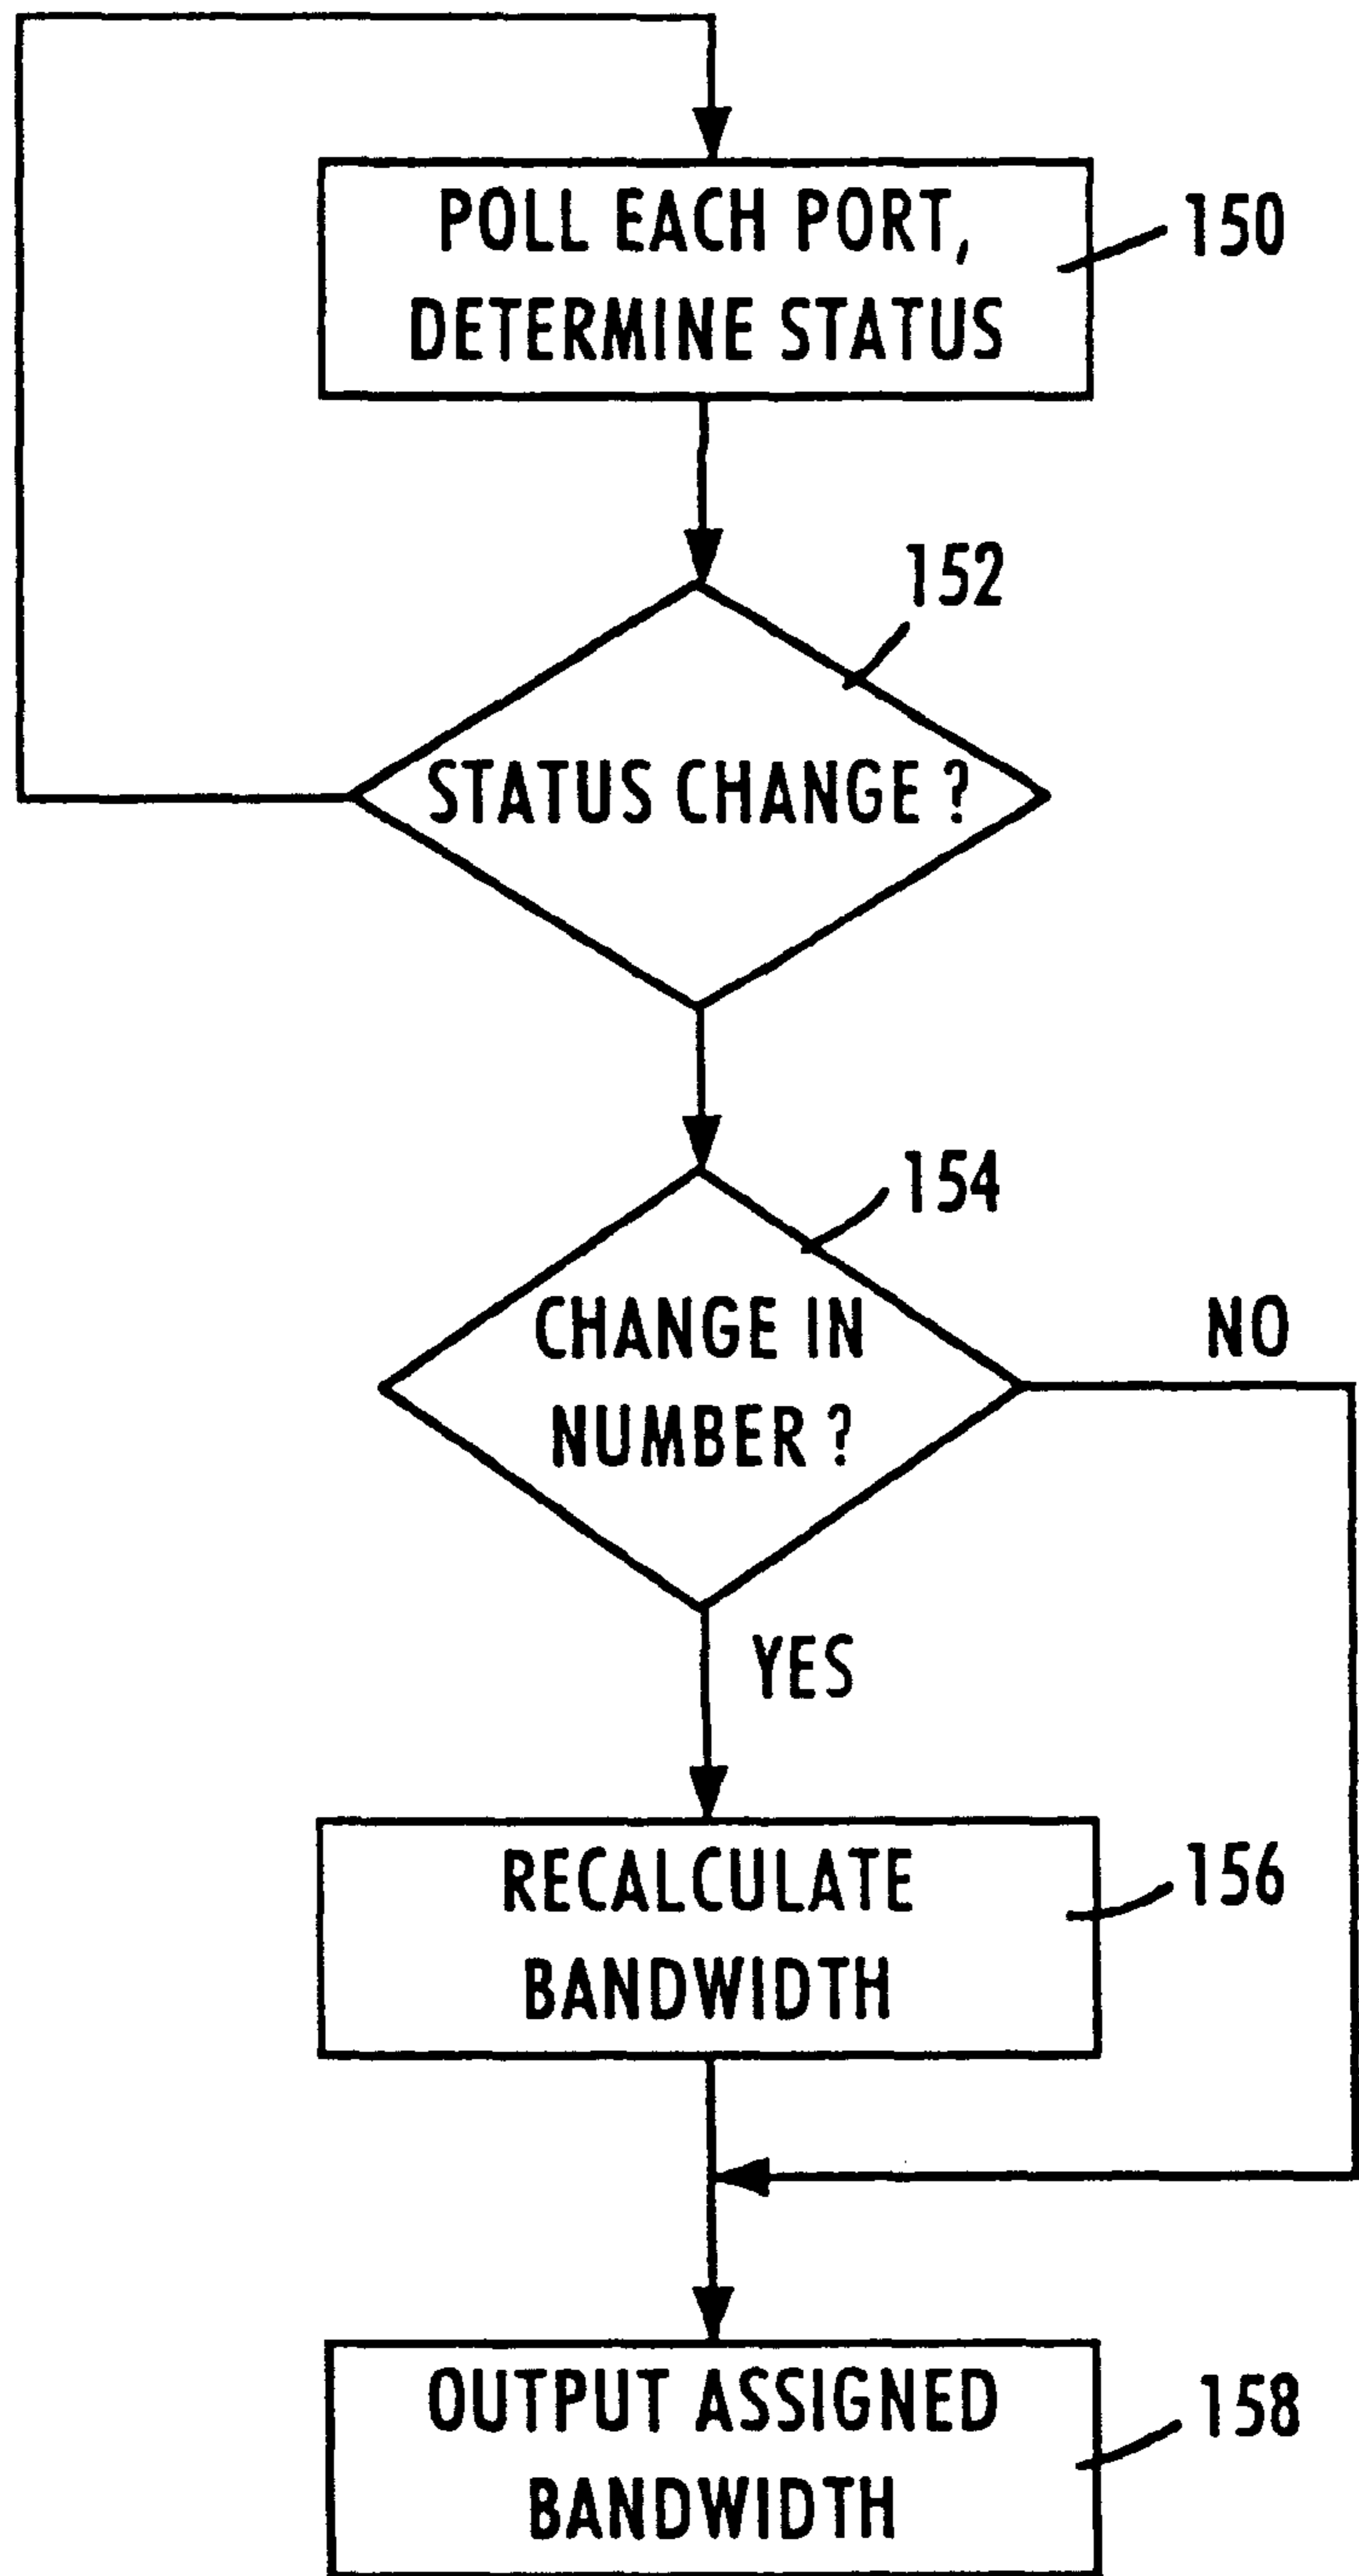 POLL EACH PORT,
DETERMINE STATUS
150
152
STATUS CHANGE ?
154
CHANGE IN
NUMBER ?
NO
YES
RECALCULATE
BANDWIDTH
156
OUTPUT ASSIGNED
BANDWIDTH
158